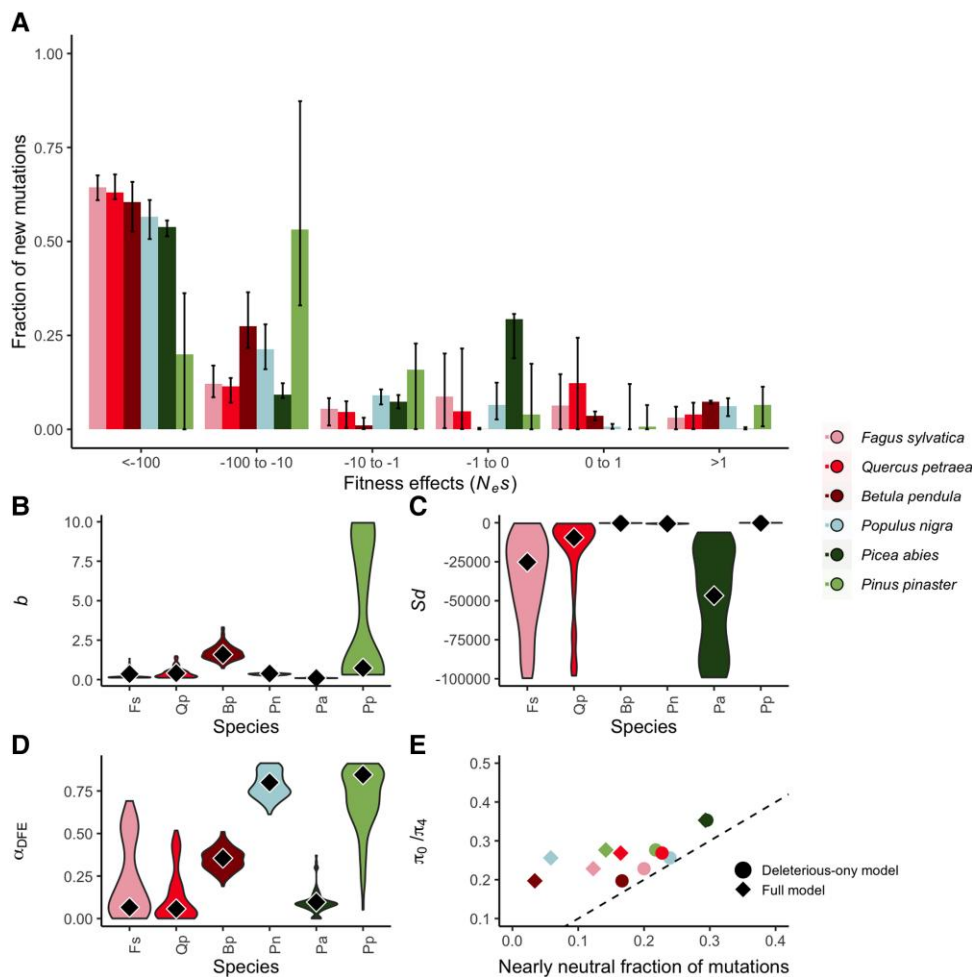 A
1.00
0.75
0.50
0.25
0.00
Fraction of new mutations
<-100
-100 to -10
-10 to -1
-1 to 0
0 to 1
>1
Fitness effects (Nes)
Fagus sylvatica
Quercus petraea
Betula pendula
Populus nigra
Picea abies
Pinus pinaster
B
10.0
7.5
5.0
2.5
0.0
b
Fs
Qp
Bp
Pn
Pa
Pp
Species
C
0
-25000
-50000
-75000
-100000
Sd
Fs
Qp
Bp
Pn
Pa
Pp
Species
D
0.75
0.50
0.25
0.00
αDFE
Fs
Qp
Bp
Pn
Pa
Pp
Species
E
0.5
0.4
0.3
0.2
0.1
π0/π4
Deleterious-ony model
Full model
0.0
0.1
0.2
0.3
0.4
Nearly neutral fraction of mutations